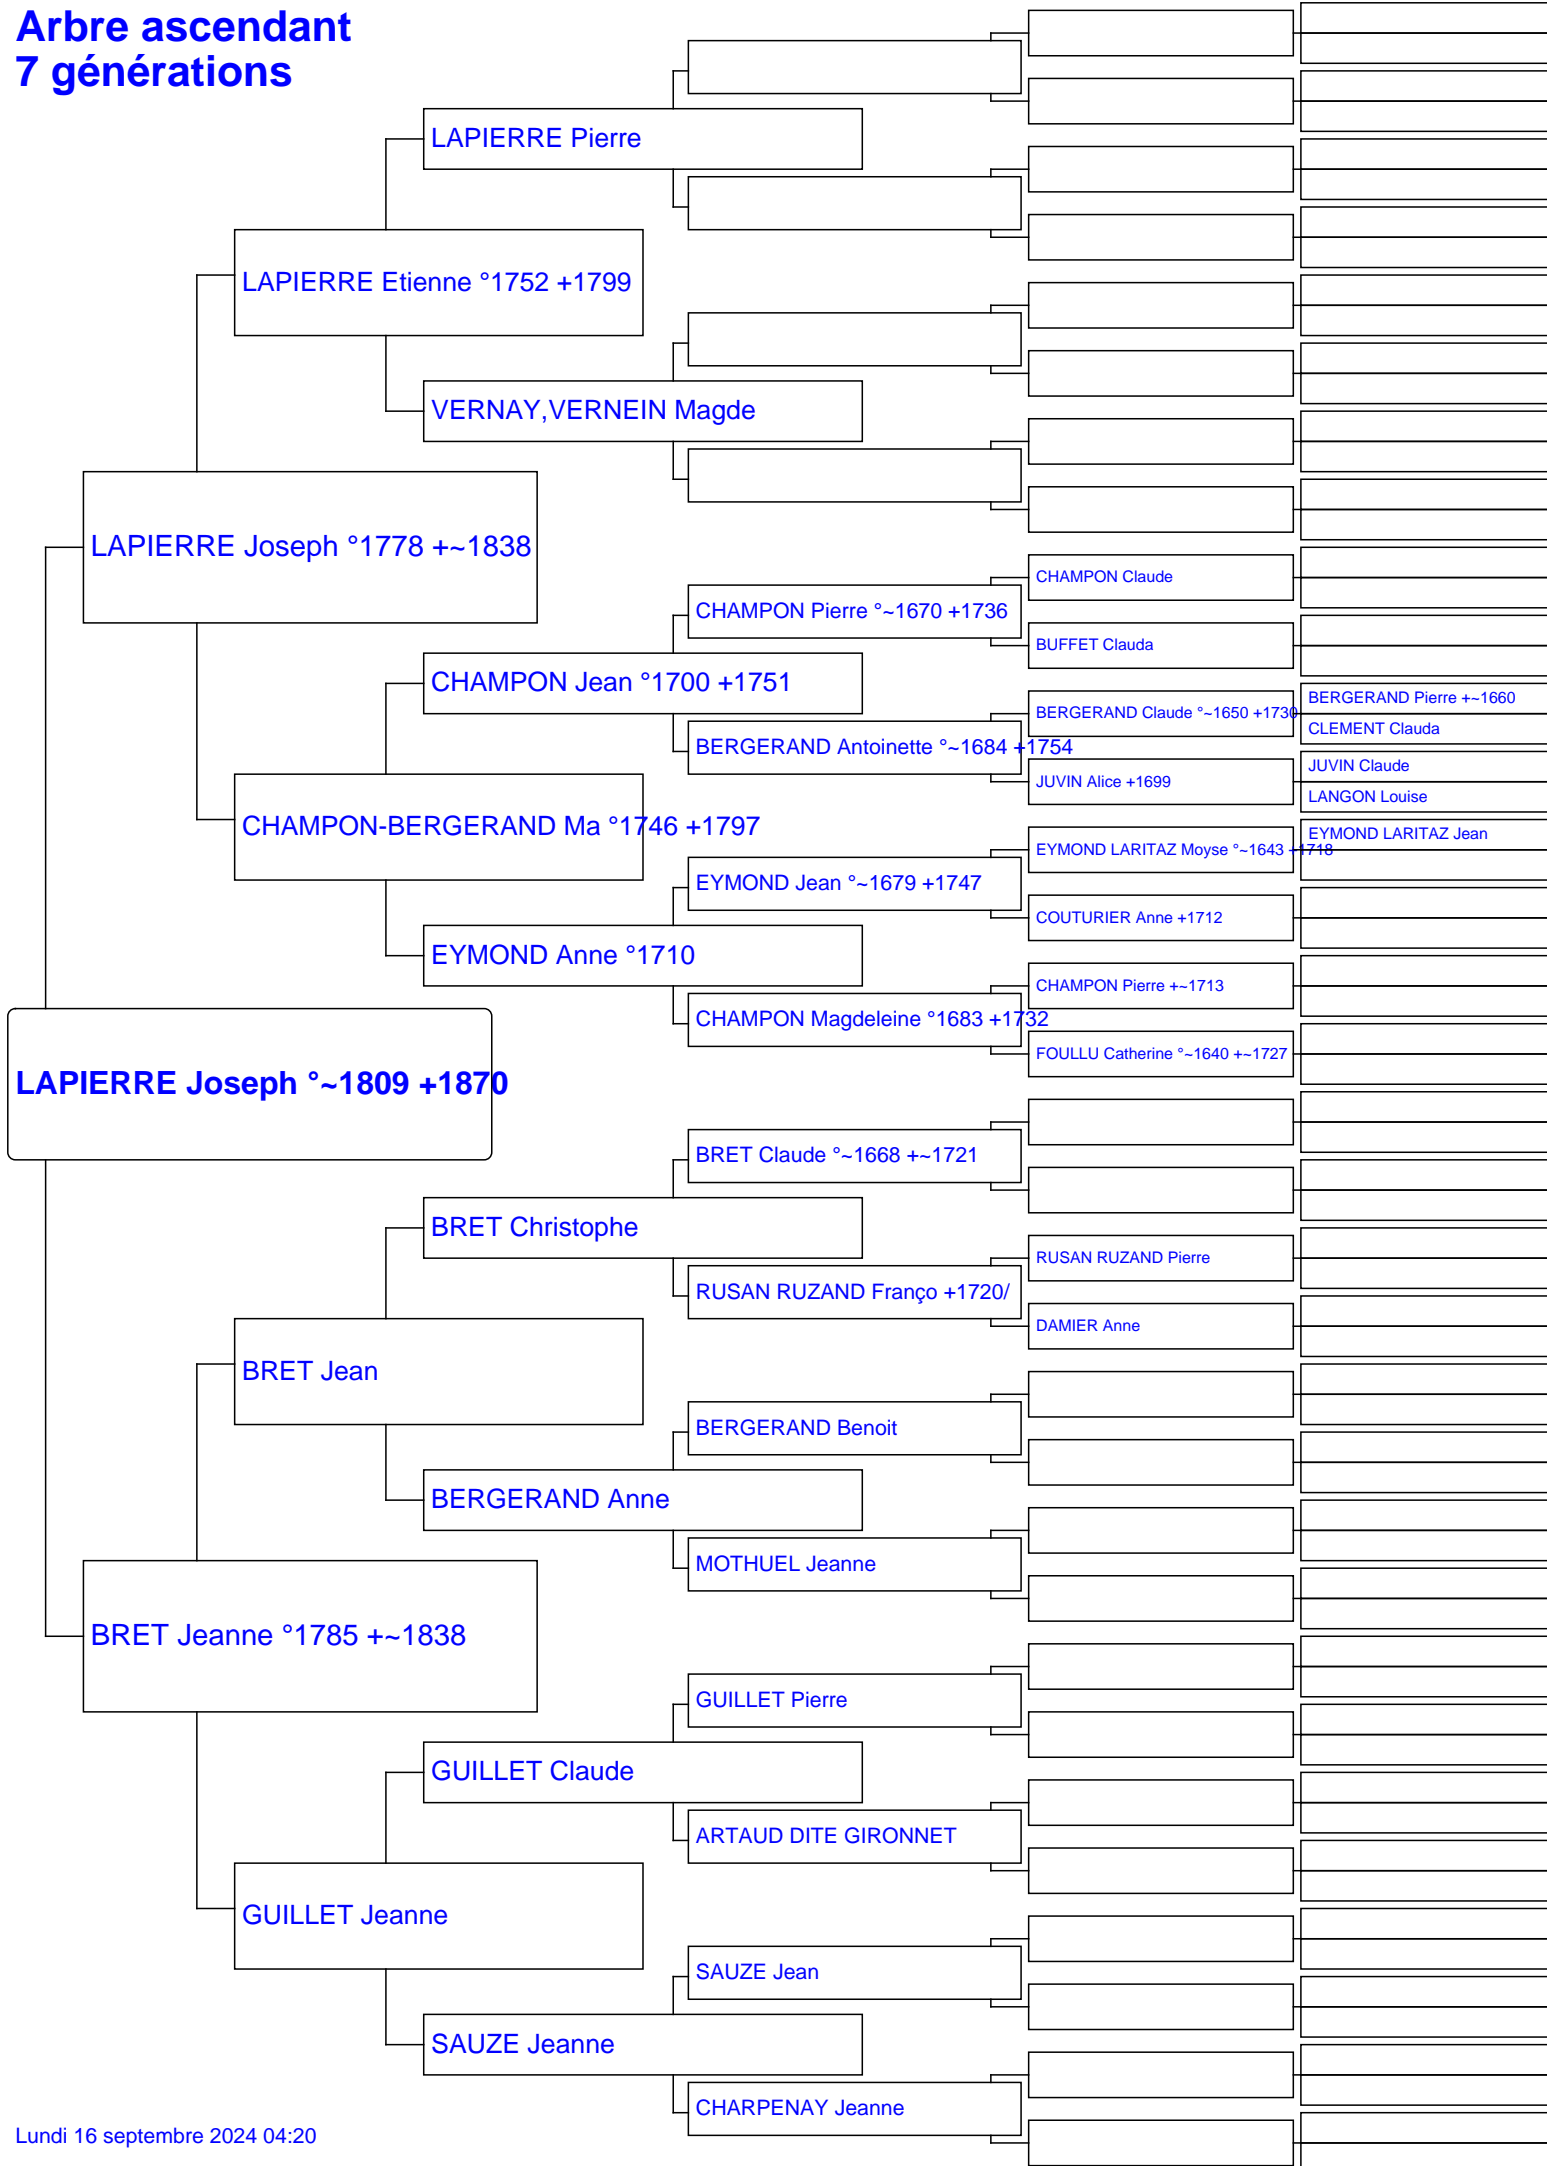 Arbre ascendant
7 générations
LAPIERRE Pierre
LAPIERRE Etienne °1752 +1799
VERNAY,VERNEIN Magde
LAPIERRE Joseph °1778 +~1838
CHAMPON Claude
CHAMPON Pierre °~1670 +1736
BUFFET Clauda
CHAMPON Jean °1700 +1751
BERGERAND Pierre +~1660
BERGERAND Claude °~1650 +1730
CLEMENT Clauda
BERGERAND Antoinette °~1684 +1754
JUVIN Claude
JUVIN Alice +1699
LANGON Louise
CHAMPON-BERGERAND Ma °1746 +1797
EYMOND LARITAZ Jean
EYMOND LARITAZ Moyse °~1643 +1718
EYMOND Jean °~1679 +1747
COUTURIER Anne +1712
EYMOND Anne °1710
CHAMPON Pierre +~1713
CHAMPON Magdeleine °1683 +1732
FOULLU Catherine °~1640 +~1727
LAPIERRE Joseph °~1809 +1870
BRET Claude °~1668 +~1721
BRET Christophe
RUSAN RUZAND Pierre
RUSAN RUZAND Franço +1720/
DAMIER Anne
BRET Jean
BERGERAND Benoit
BERGERAND Anne
MOTHUEL Jeanne
BRET Jeanne °1785 +~1838
GUILLET Pierre
GUILLET Claude
ARTAUD DITE GIRONNET
GUILLET Jeanne
SAUZE Jean
SAUZE Jeanne
CHARPENAY Jeanne
Lundi 16 septembre 2024 04:20